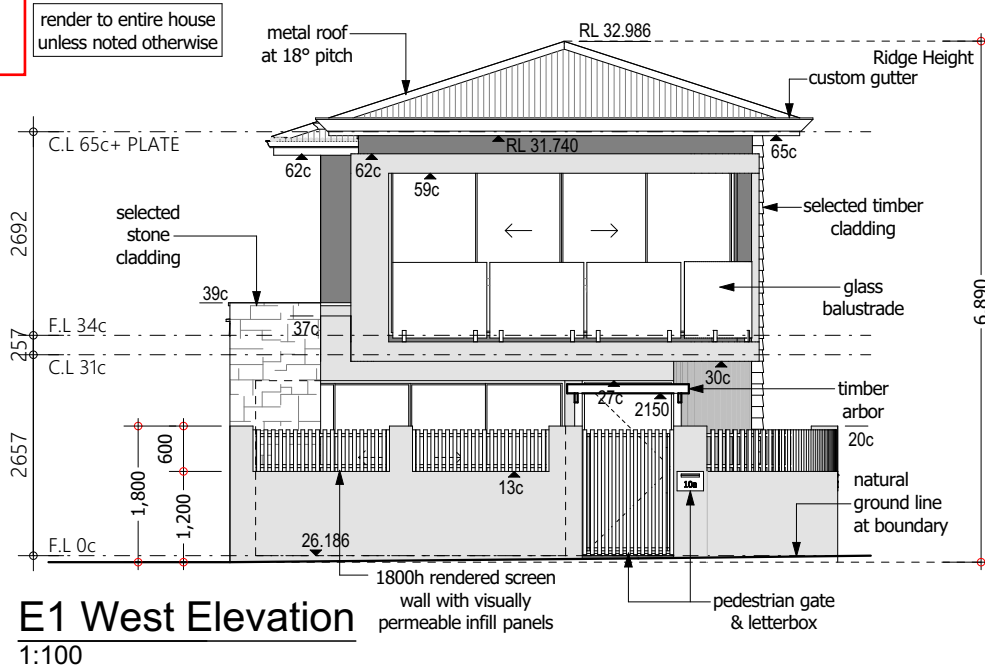 render to entire house
unless noted otherwise
metal roof
at 18° pitch
RL 32.986
Ridge Height
custom gutter
C.L 65c+ PLATE
RL 31.740
62c
62c
65c
59c
2692
selected
stone
cladding
selected timber
cladding
glass
balustrade
6,890
39c
37c
F.L 34c
257
C.L 31c
30c
27c
2150
timber
arbor
20c
2657
600
1,800
1,200
13c
10a
natural
ground line
at boundary
F.L 0c
26.186
1800h rendered screen
wall with visually
permeable infill panels
pedestrian gate
& letterbox
E1 West Elevation
1:100